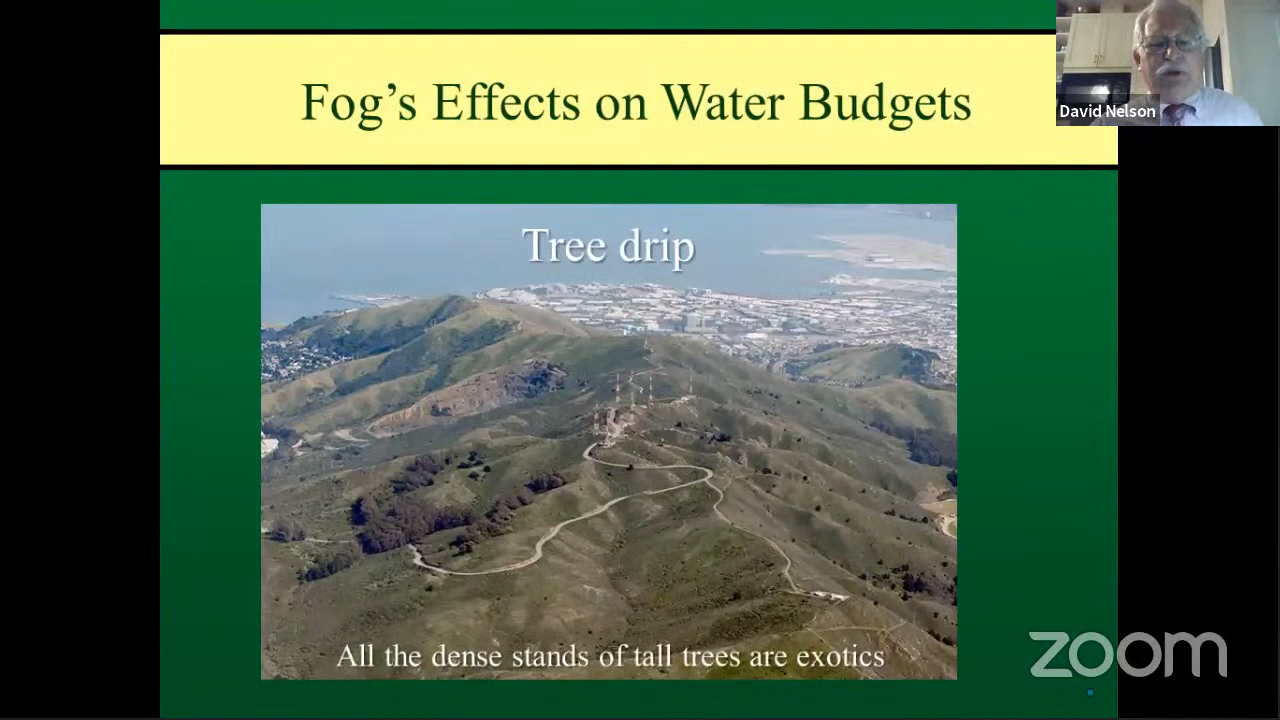 Fog's Effects on Water Budgets
David Nelson
Tree drip
All the dense stands of tall trees are exotics
zoom